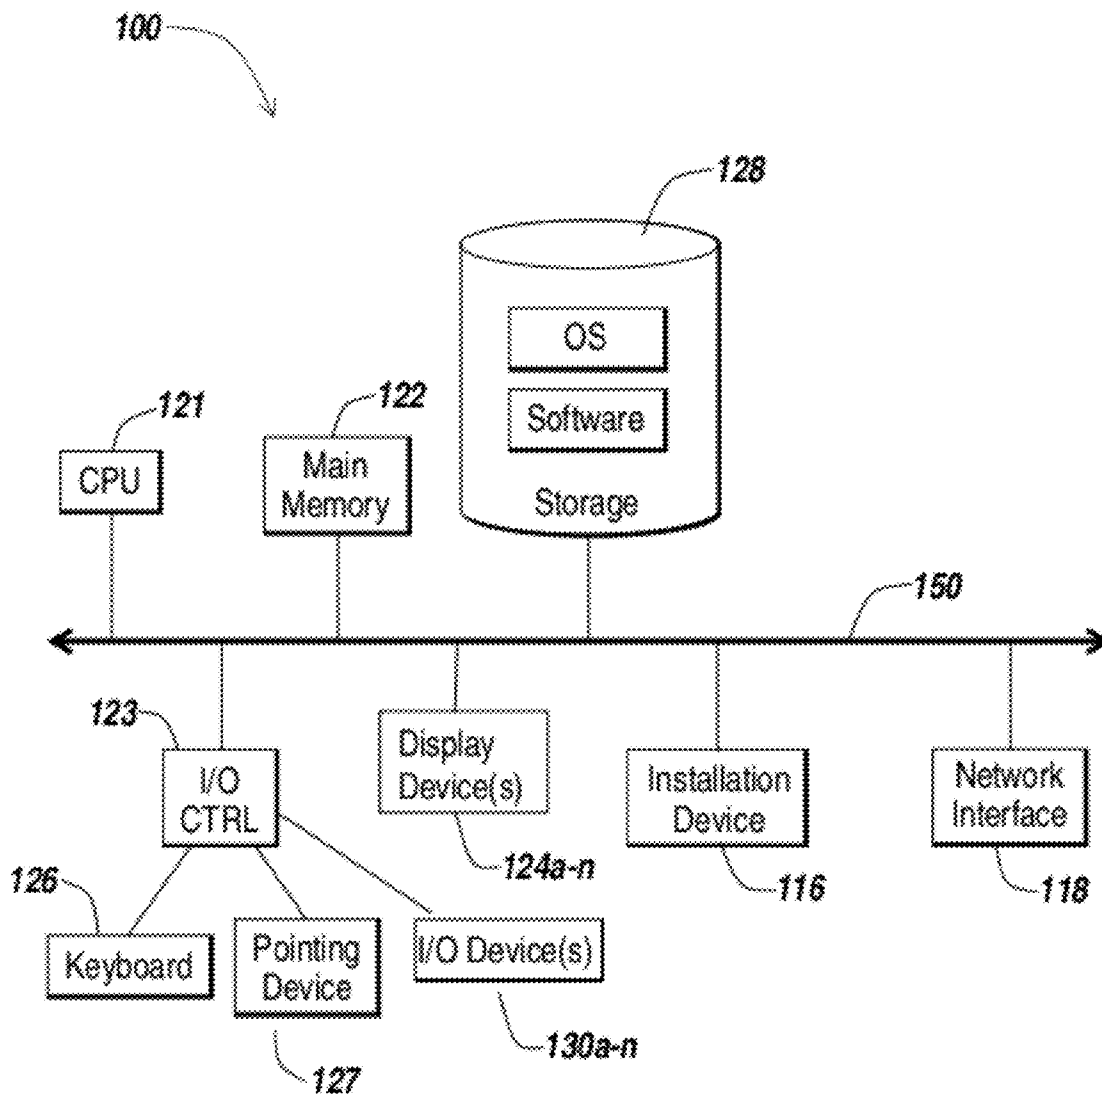 100
128
OS
Software
Storage
121
CPU
122
Main
Memory
150
123
I/O
CTRL
Display
Device(s)
124a-n
Installation
Device
116
Network
Interface
118
126
Keyboard
Pointing
Device
127
I/O Device(s)
130a-n